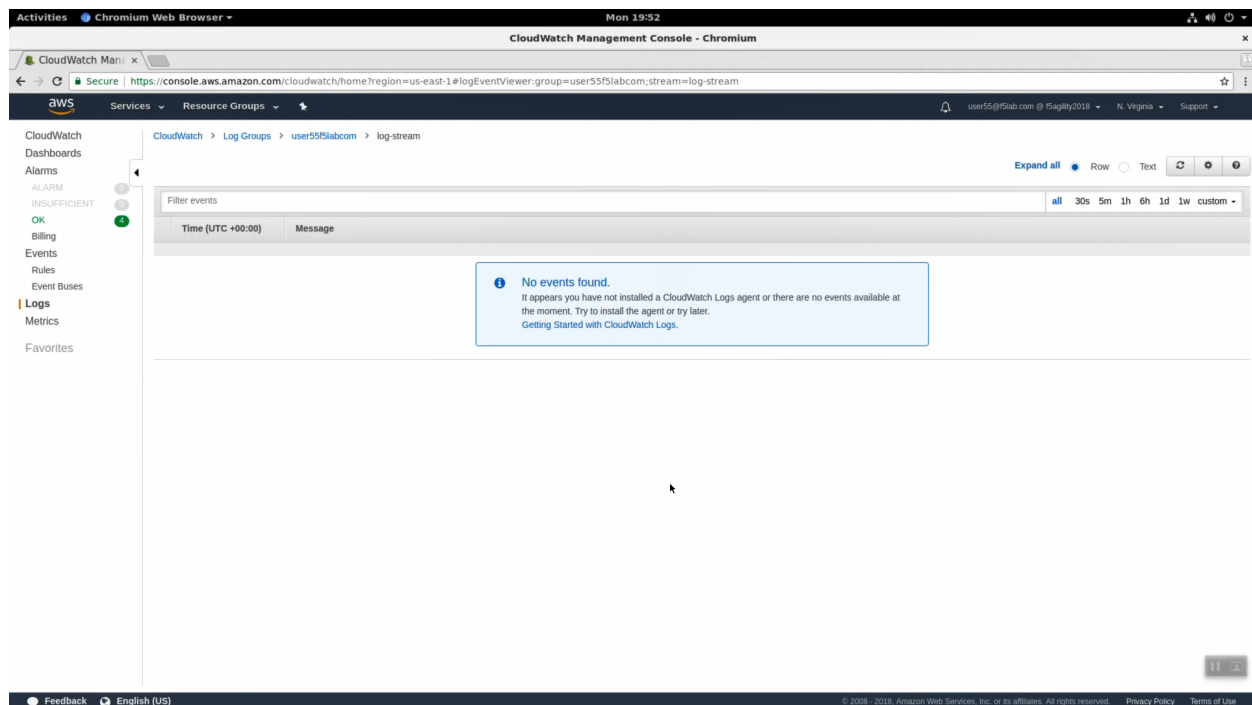 Activities Chromium Web Browser Mon 19:52
CloudWatch Management Console - Chromium ×
CloudWatch Man ×
Secure | https://console.aws.amazon.com/cloudwatch/home?region=us-east-1#logEventViewer:group=user55f5labcom;stream=log-stream
aws Services Resource Groups user55@f5lab.com @ f5agility2018 N. Virginia Support
CloudWatch
Dashboards
Alarms
ALARM 0
INSUFFICIENT 0
OK 4
Billing
Events
Rules
Event Buses
Logs
Metrics
Favorites
CloudWatch > Log Groups > user55f5labcom > log-stream
Expand all Row Text
Filter events all 30s 5m 1h 6h 1d 1w custom
Time (UTC +00:00) Message
No events found.
It appears you have not installed a CloudWatch Logs agent or there are no events available at
the moment. Try to install the agent or try later.
Getting Started with CloudWatch Logs.
Feedback English (US) © 2008 - 2018, Amazon Web Services, Inc. or its affiliates. All rights reserved. Privacy Policy Terms of Use